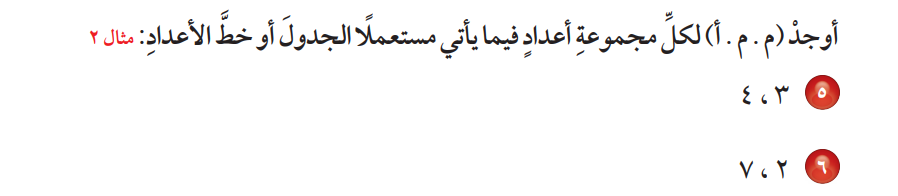 أوجدْ (م . م . أ) لكلِّ مجموعةِ أعدادٍ فيما يأتي مستعملًا الجدولَ أو خطَّ الأعدادِ: مثال ٢
٥ ٣ ، ٤
٦ ٢ ، ٧